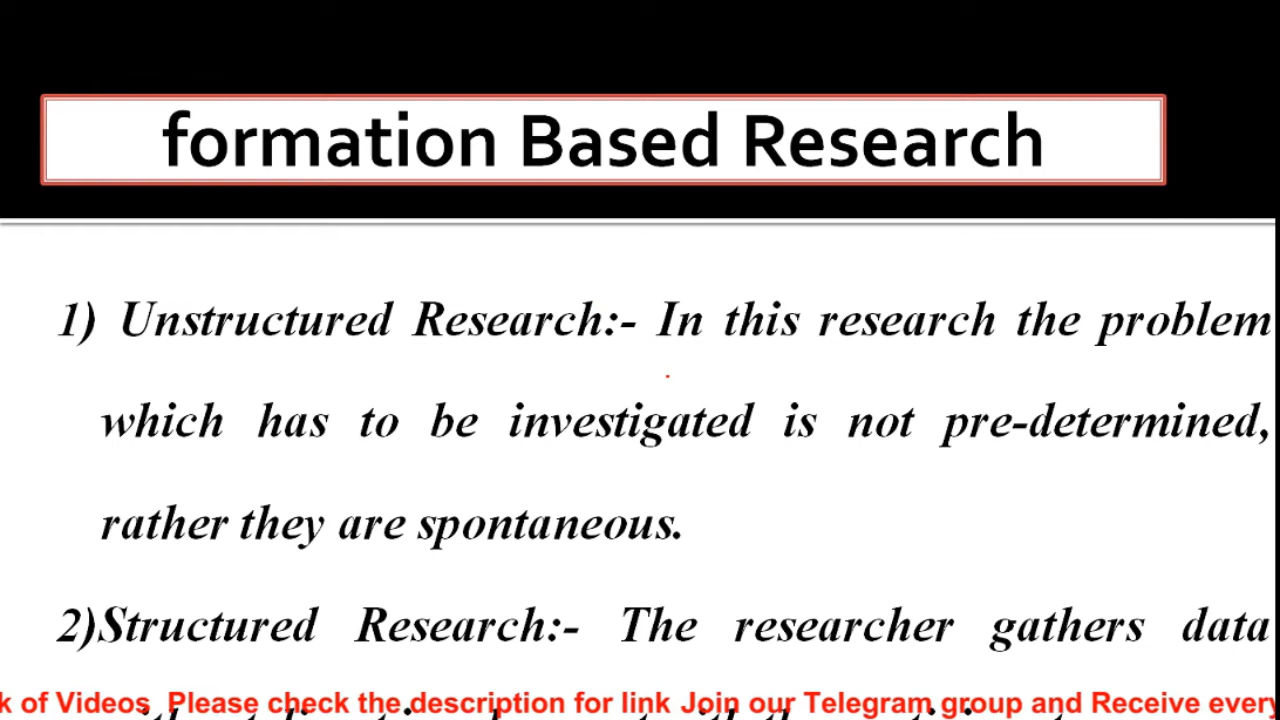 formation Based Research
1) Unstructured Research:- In this research the problem
which has to be investigated is not pre-determined,
rather they are spontaneous.
2)Structured Research:- The researcher gathers data
k of Videos Please check the description for link Join our Telegram group and Receive every